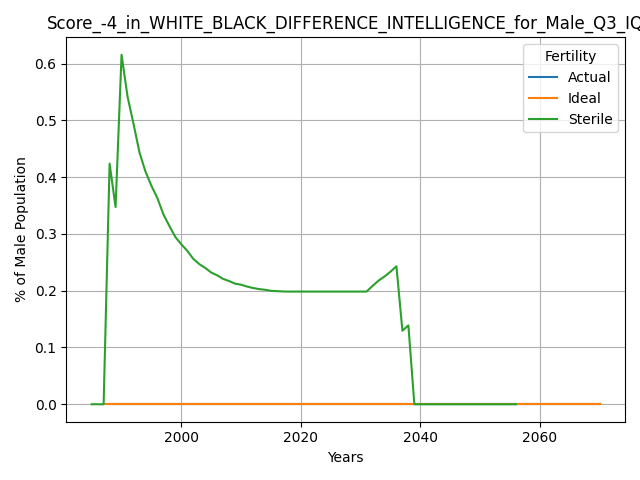 Score_-4_in_WHITE_BLACK_DIFFERENCE_INTELLIGENCE_for_Male_Q3_IQ
Fertility
Actual
Ideal
Sterile
% of Male Population
0.6
0.5
0.4
0.3
0.2
0.1
0.0
2000 2020 2040 2060
Years